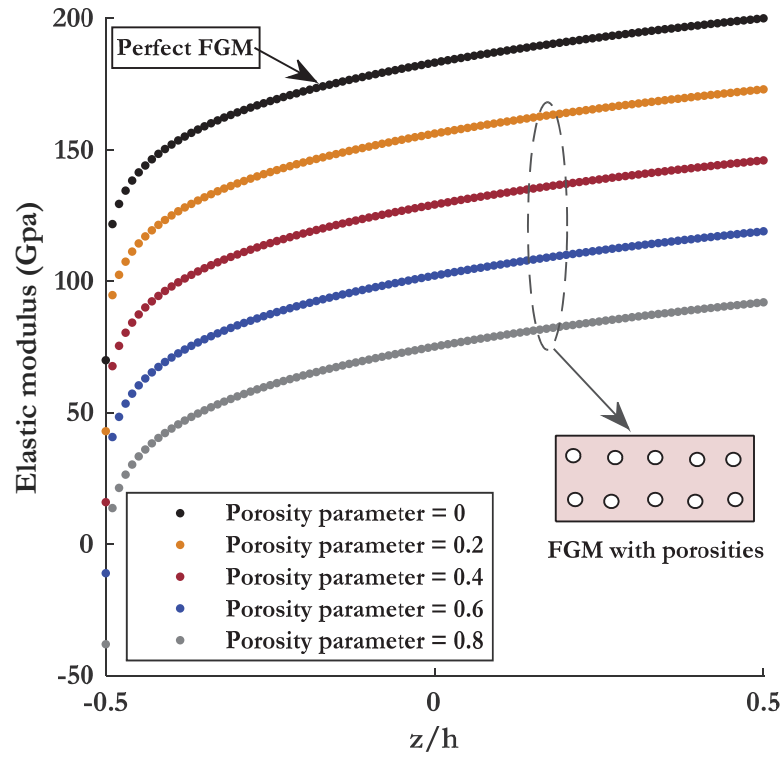 200
Perfect FGM
150
100
50
0
-50
Elastic modulus (Gpa)
Porosity parameter = 0
Porosity parameter = 0.2
Porosity parameter = 0.4
Porosity parameter = 0.6
Porosity parameter = 0.8
FGM with porosities
-0.5
0
0.5
z/h